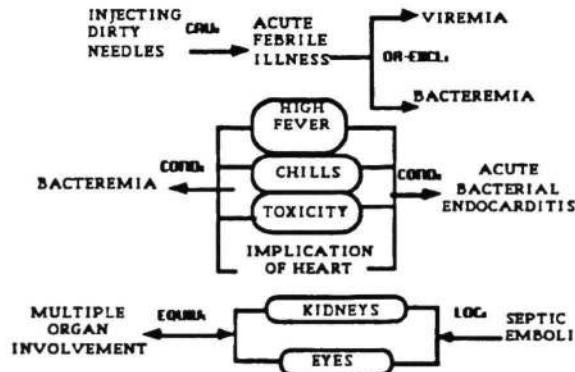 INJECTING
DIRTY
NEEDLES
CAU:
ACUTE
FEBRILE
ILLNESS
VIREMIA
OR-EXCL:
BACTEREMIA
HIGH
FEVER
COND:
CHILLS
COND:
BACTEREMIA
TOXICITY
ACUTE
BACTERIAL
ENDOCARDITIS
IMPLICATION
OF HEART
MULTIPLE
ORGAN
INVOLVEMENT
KIDNEYS
LOC:
SEPTIC
EMBOLI
EYES